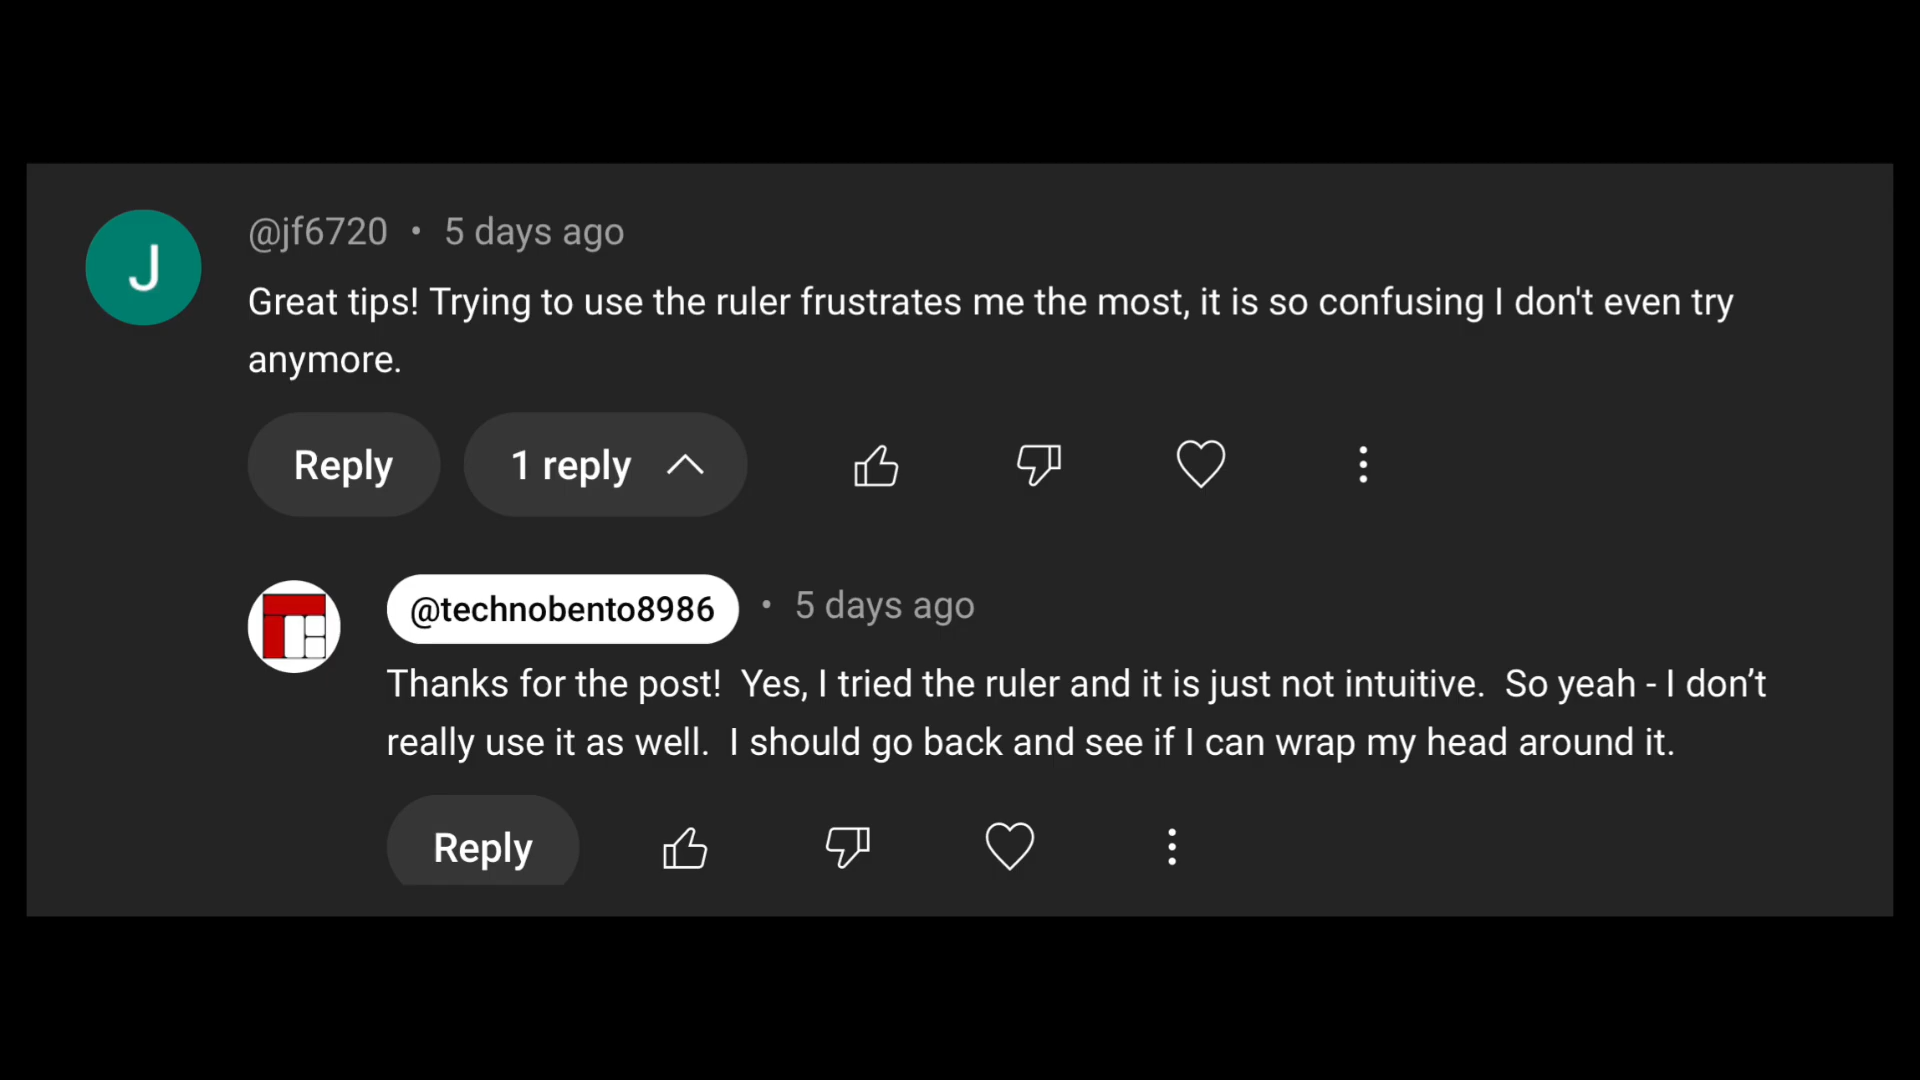 J
@jf6720 • 5 days ago
Great tips! Trying to use the ruler frustrates me the most, it is so confusing I don't even try
anymore.
Reply 1 reply
@technobento8986 • 5 days ago
Thanks for the post!  Yes, I tried the ruler and it is just not intuitive.  So yeah - I don’t
really use it as well.  I should go back and see if I can wrap my head around it.
Reply